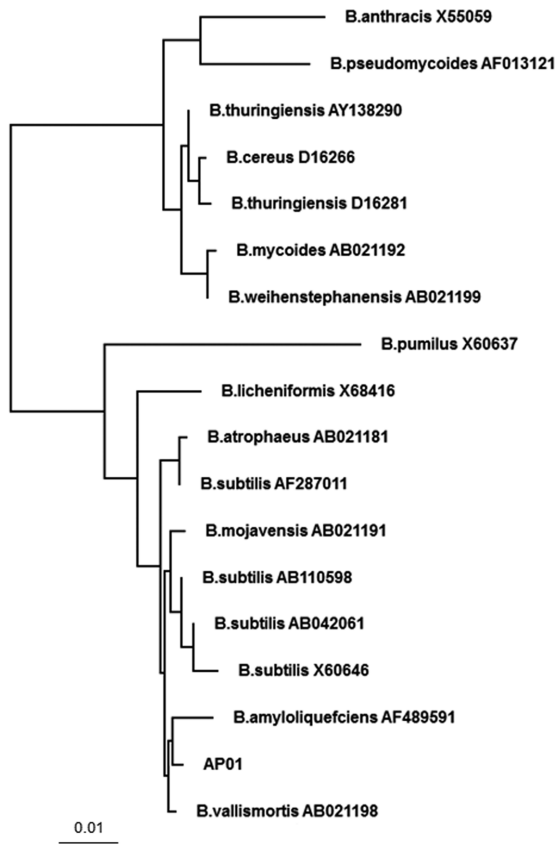 B.anthracis X55059
B.pseudomycoides AF013121
B.thuringiensis AY138290
B.cereus D16266
B.thuringiensis D16281
B.mycoides AB021192
B.weihenstephanensis AB021199
B.pumilus X60637
B.licheniformis X68416
B.atrophaeus AB021181
B.subtilis AF287011
B.mojavensis AB021191
B.subtilis AB110598
B.subtilis AB042061
B.subtilis X60646
B.amyloliquefciens AF489591
AP01
B.vallismortis AB021198
0.01